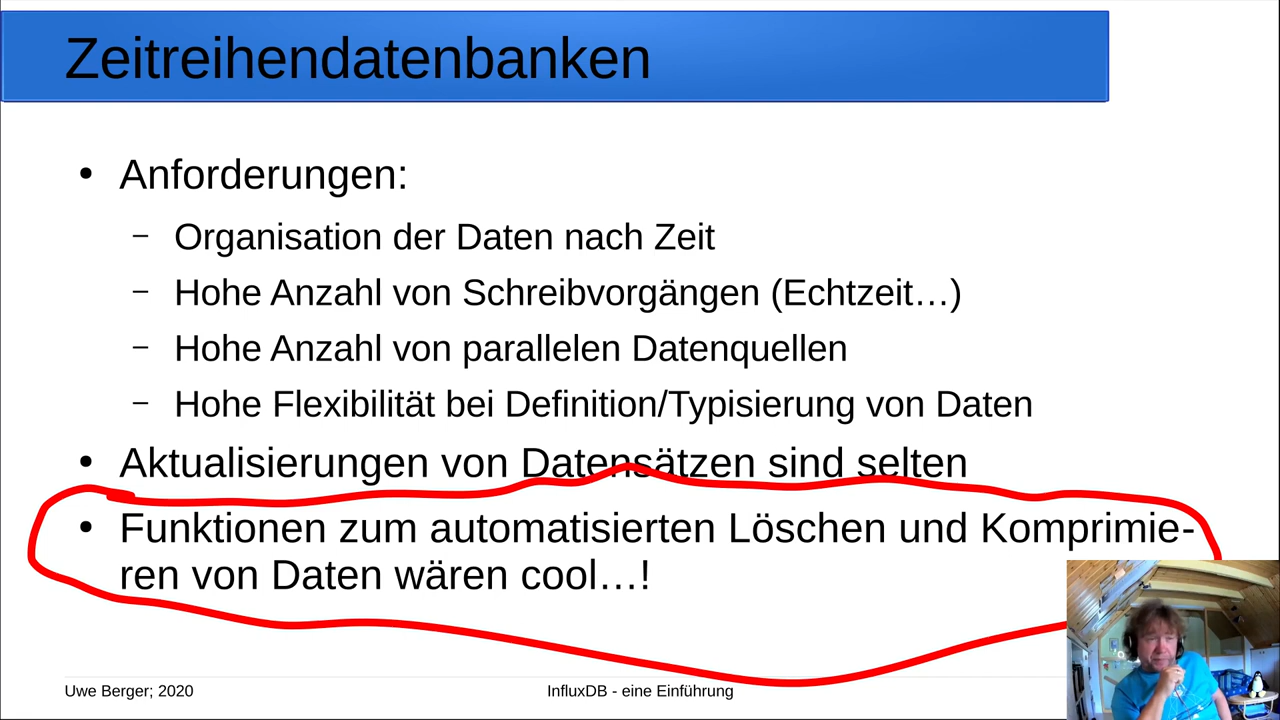 Zeitreihendatenbanken
● Anforderungen:
– Organisation der Daten nach Zeit
– Hohe Anzahl von Schreibvorgängen (Echtzeit…)
– Hohe Anzahl von parallelen Datenquellen
– Hohe Flexibilität bei Definition/Typisierung von Daten
● Aktualisierungen von Datensätzen sind selten
● Funktionen zum automatisierten Löschen und Komprimie-
ren von Daten wären cool…!
Uwe Berger; 2020 InfluxDB - eine Einführung